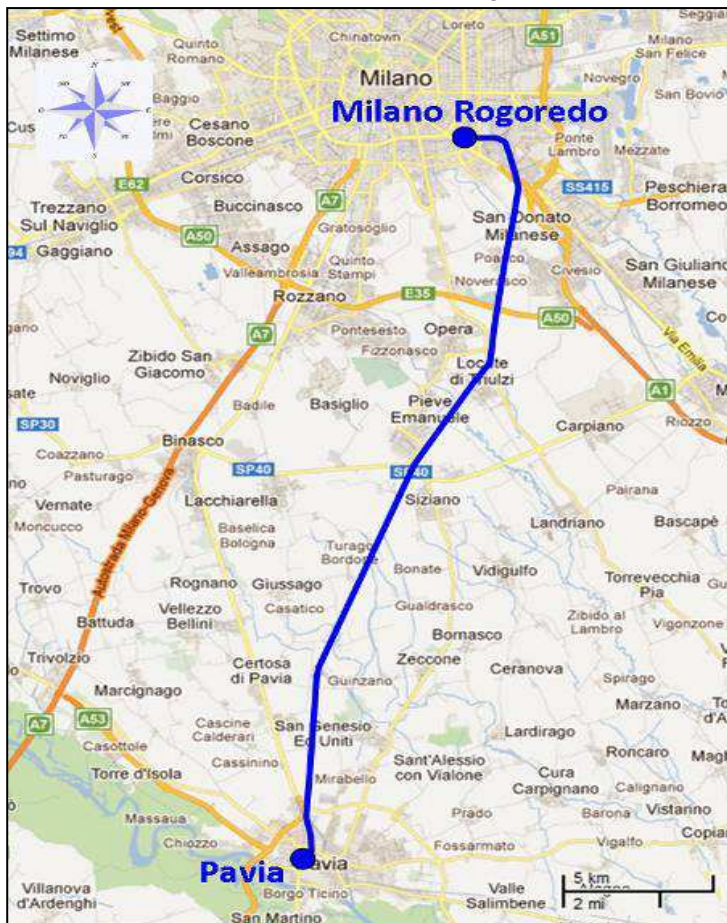 Settimo
Milanese
vest
Quinto
Romano
Chinatown
Loreto
A51
Segg
Milano
San Felice
Milano
Novegro
San Bovio
Baggio
Milano Rogoredo
Cus
Cesano
Boscone
Ponte
Lambro
Mezzate
E62
Corsico
A7
SS415
Peschiera
Borromeo
Trezzano
Sul Naviglio
Buccinasco
Gratosoglio
San Donato
Milanese
94
Gaggiano
A50
Assago
Quinto
Stampi
Poasco
Civesio
San Giuliano
Milanese
Valleambrosia
Noverasco
Rozzano
E35
A50
Via Emilia
A7
Pontesesto
Opera
Fizzonasco
Zibido San
Giacomo
Locate
di Triulzi
Noviglio
Badile
Basiglio
Pieve
Emanuele
A1
SP30
Carpiano
Riozzo
Binasco
Coazzano
SP40
SP40
Pasturago
Lacchiarella
Siziano
Pairana
Vernate
Moncucco
Autostrada Milano-Genova
Baselica
Bologna
Landriano
Bascapè
Turago
Bordone
Trovo
Rognano
Giussago
Bonate
Vidigulfo
Torrevecchia
Pia
Vellezzo
Bellini
Casatico
Gualdrasco
Battuda
Zibido al
Lambro
Vigonzone
Bornasco
Trivolzio
Certosa
di Pavia
Zeccone
Ceranova
Marcignago
Guinzano
Spirago
Marzano
A7
A53
Cascine
Calderari
San Genesio
Ed Uniti
Lardirago
Casottole
Roncaro
Cassinino
Sant'Alessio
con Vialone
Torre d'Isola
Mirabello
Cura
Carpignano
Calignano
Massaua
Prado
Barona
Vistarino
Chiozzo
Fossarmato
Vigalfo
Copian
Pavia
Pavia
5 km
2 mi
Villanova
d'Ardenghi
Borgo Ticino
Valle
Salimbene
San Martino